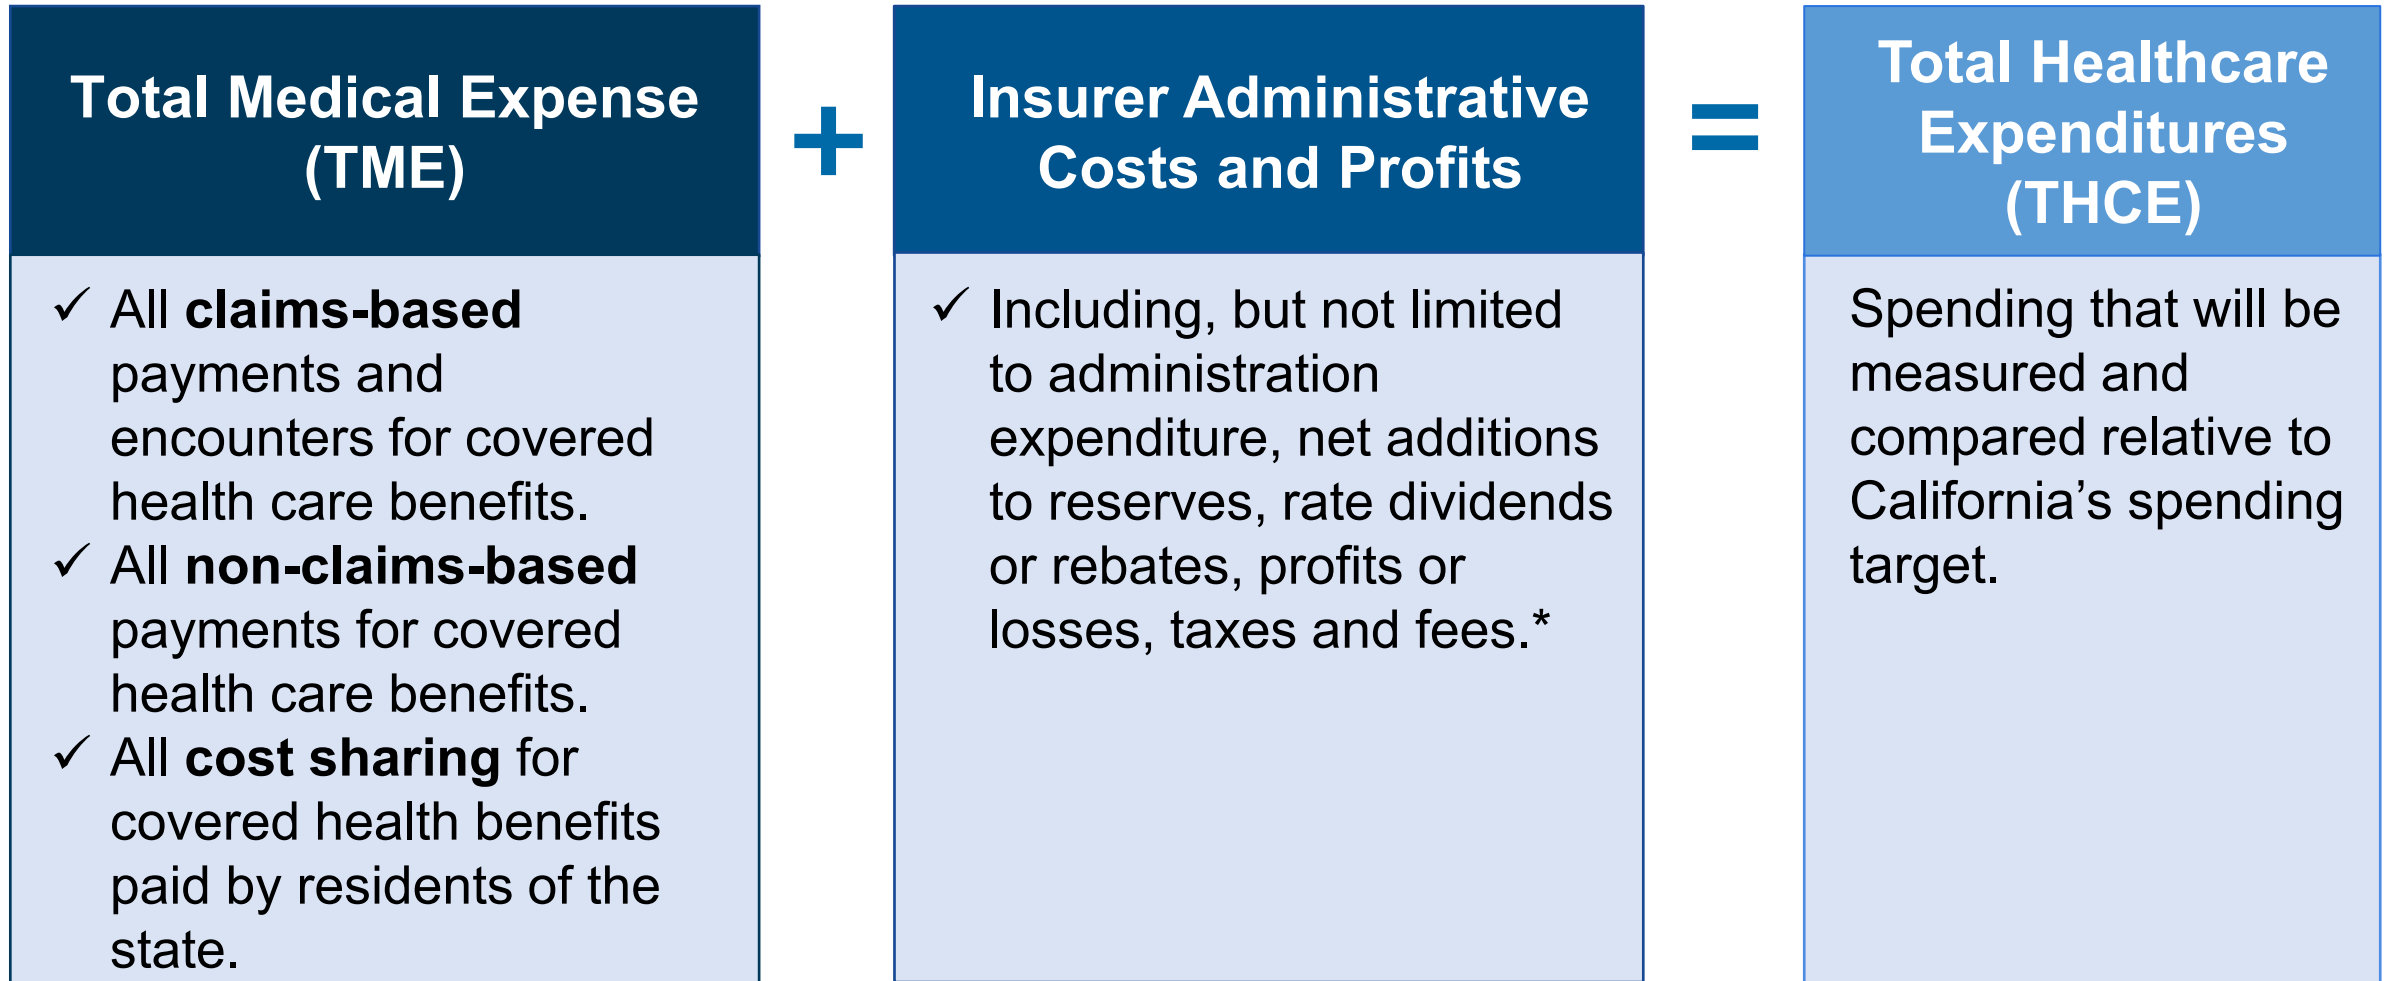 Total Medical Expense
(TME)
✓ All claims-based
payments and
encounters for covered
health care benefits.
✓ All non-claims-based
payments for covered
health care benefits.
✓ All cost sharing for
covered health benefits
paid by residents of the
state.
+
Insurer Administrative
Costs and Profits
✓ Including, but not limited
to administration
expenditure, net additions
to reserves, rate dividends
or rebates, profits or
losses, taxes and fees.*
=
Total Healthcare
Expenditures
(THCE)
Spending that will be
measured and
compared relative to
California’s spending
target.